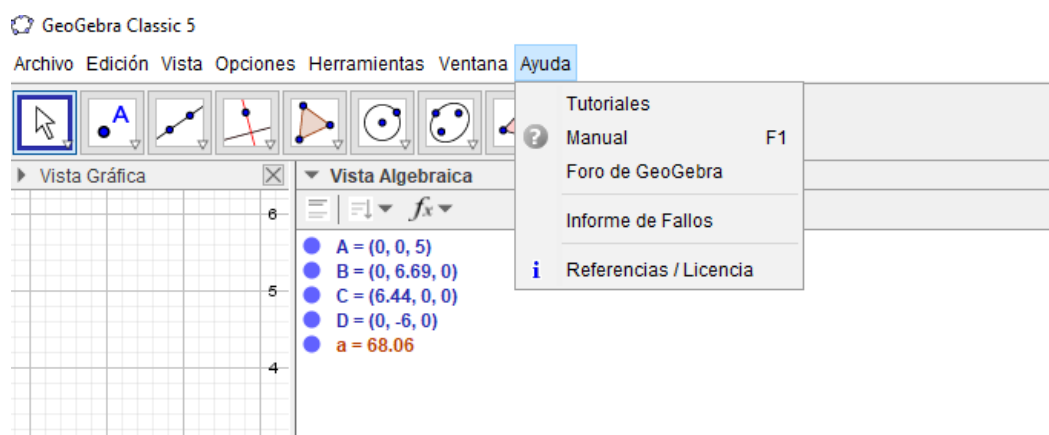 GeoGebra Classic 5
Archivo Edición Vista Opciones Herramientas Ventana Ayuda
A
Tutoriales
Manual F1
Foro de GeoGebra
Informe de Fallos
i Referencias / Licencia
Vista Gráfica
Vista Algebraica
fx
6
5
4
A = (0, 0, 5)
B = (0, 6.69, 0)
C = (6.44, 0, 0)
D = (0, -6, 0)
a = 68.06